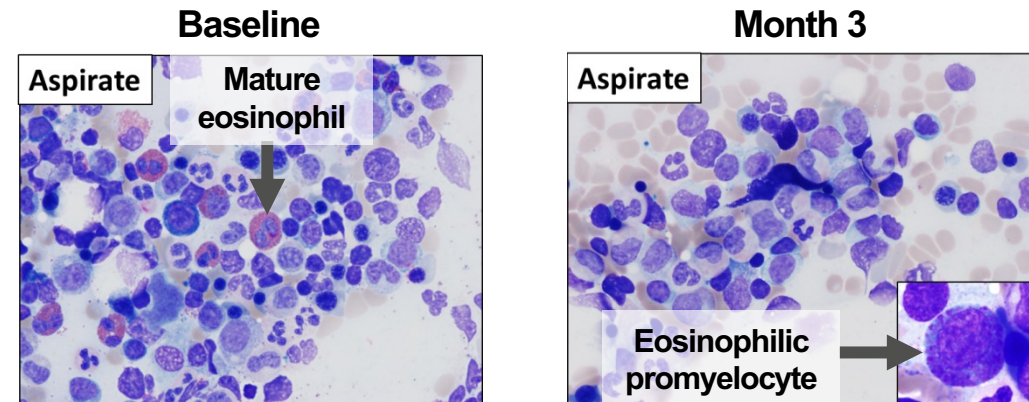 Baseline
Aspirate
Mature
eosinophil
Month 3
Aspirate
Eosinophilic
promyelocyte